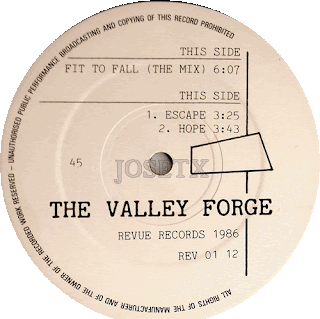 UNAUTHORISED PUBLIC PERFORMANCE BROADCASTING AND COPYING OF THIS RECORD PROHIBITED
THIS SIDE
FIT TO FALL (THE MIX) 6:07
THIS SIDE
1. ESCAPE 3:25
2. HOPE 3:43
45
JOSETX
THE VALLEY FORGE
REVUE RECORDS 1986
REV 01 12
ALL RIGHTS OF THE MANUFACTURER AND OF THE OWNER OF THE RECORDED WORK RESERVED –